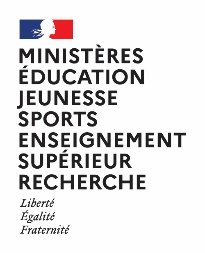 MINISTÈRES
ÉDUCATION
JEUNESSE
SPORTS
ENSEIGNEMENT
SUPÉRIEUR
RECHERCHE
Liberté
Égalité
Fraternité